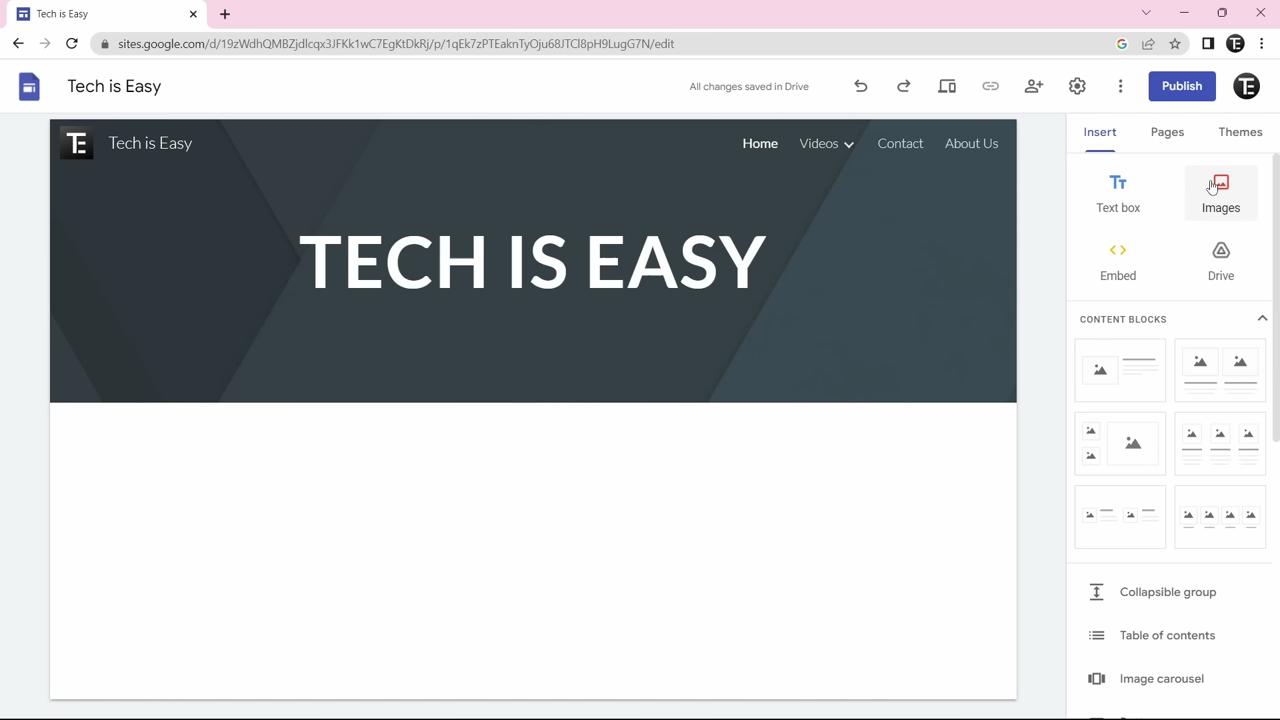 Tech is Easy
sites.google.com/d/19zWdhQMBZjdlcqx3JFKk1wC7EgKtDkRj/p/1qEk7zPTEaknTyOju68JTCl8pH9LugG7N/edit
Tech is Easy
All changes saved in Drive
Publish
TE
Tech is Easy
Home
Videos
Contact
About Us
TECH IS EASY
Insert
Pages
Themes
Text box
Images
Embed
Drive
CONTENT BLOCKS
Collapsible group
Table of contents
Image carousel